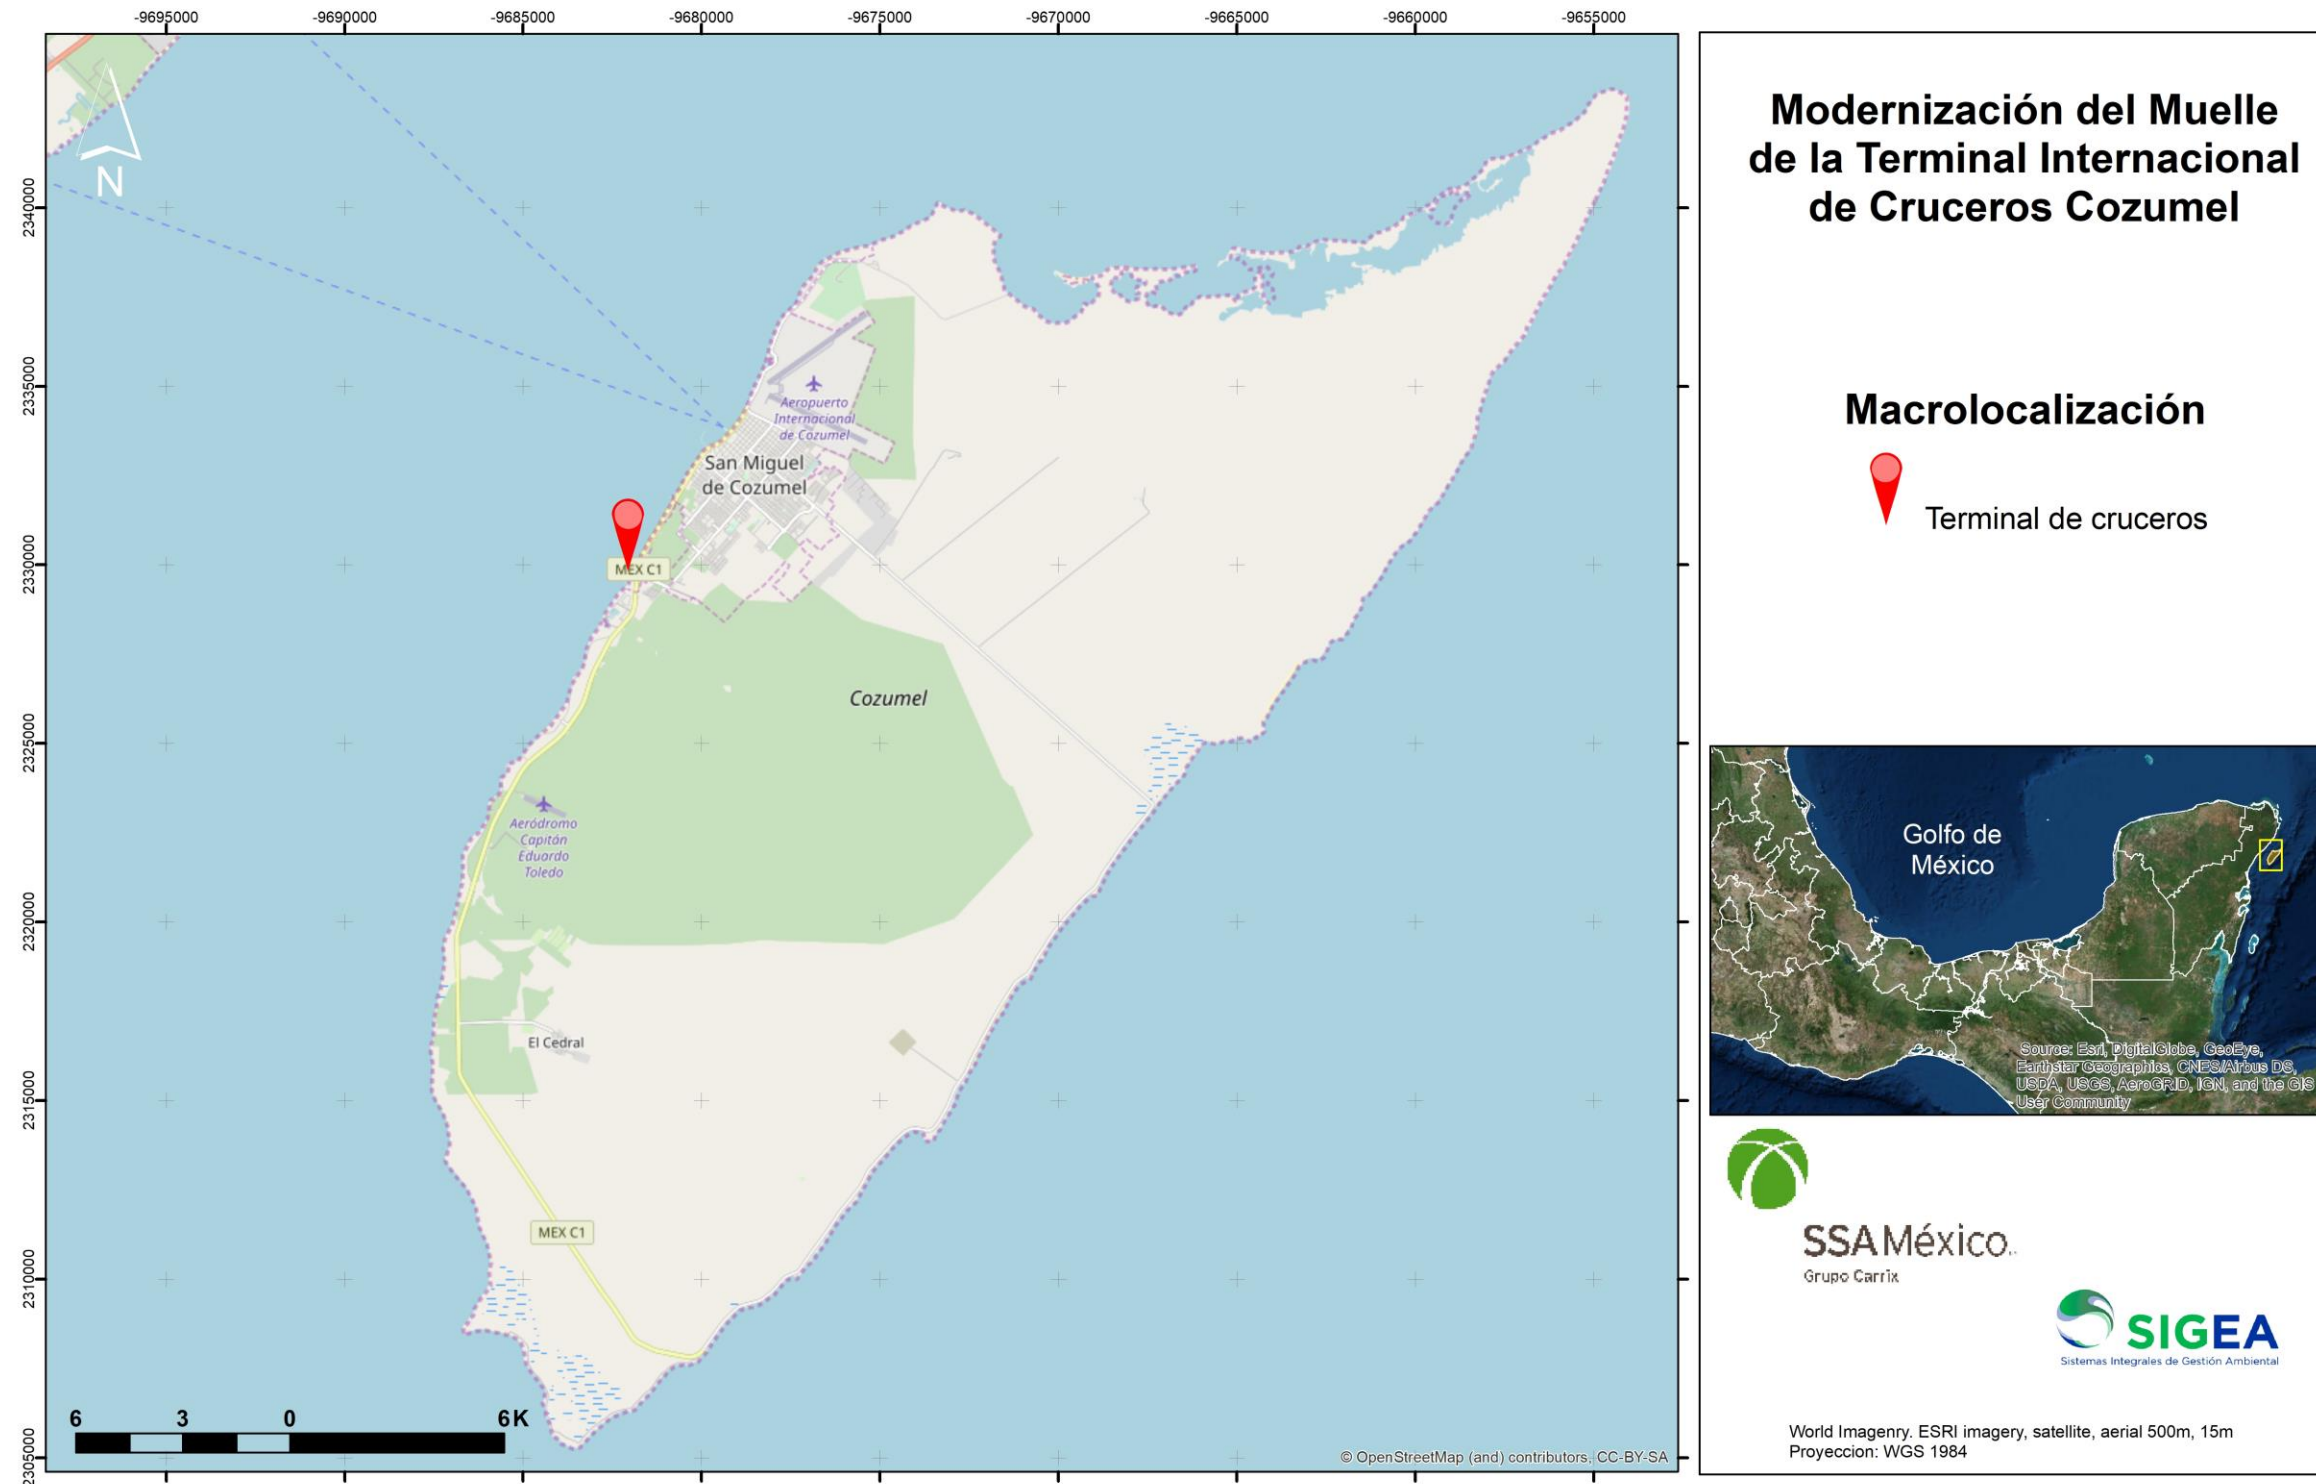 -9695000
-9690000
-9685000
-9680000
-9675000
-9670000
-9665000
-9660000
-9655000
2340000
2335000
2330000
2325000
2320000
2315000
2310000
2305000
N
Aeropuerto
Internacional
de Cozumel
San Miguel
de Cozumel
MEX C1
Cozumel
Aeródromo
Capitán
Eduardo
Toledo
El Cedral
MEX C1
6 3 0 6 K
© OpenStreetMap (and) contributors, CC-BY-SA
Modernización del Muelle
de la Terminal Internacional
de Cruceros Cozumel
Macrolocalización
Terminal de cruceros
Golfo de
México
Source: Esri, DigitalGlobe, GeoEye,
Earthstar Geographics, CNES/Airbus DS,
USDA, USGS, AeroGRID, IGN, and the GIS
User Community
SSA México
Grupo Carrix
SIGEA
Sistemas Integrales de Gestión Ambiental
World Imagenry. ESRI imagery, satellite, aerial 500m, 15m
Proyeccion: WGS 1984